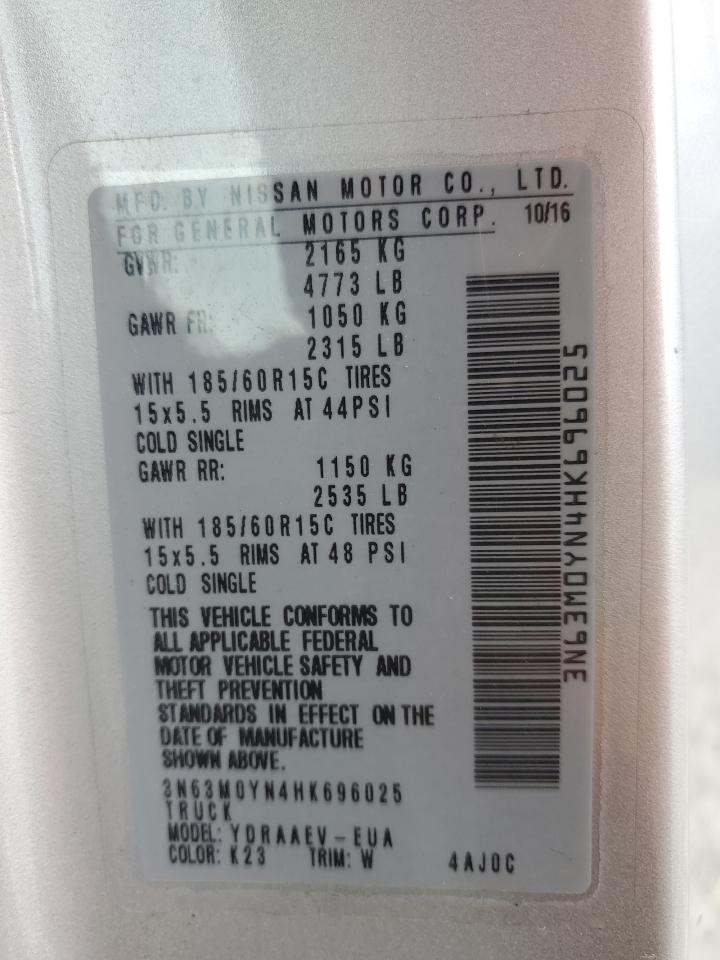 MFD. BY NISSAN MOTOR CO., LTD.
FOR GENERAL MOTORS CORP. 10/16
GVWR: 2165 KG
4773 LB
GAWR FR: 1050 KG
2315 LB
WITH 185/60R15C TIRES
15x5.5 RIMS AT 44PSI
COLD SINGLE
GAWR RR: 1150 KG
2535 LB
WITH 185/60R15C TIRES
15x5.5 RIMS AT 48 PSI
COLD SINGLE
THIS VEHICLE CONFORMS TO
ALL APPLICABLE FEDERAL
MOTOR VEHICLE SAFETY AND
THEFT PREVENTION
STANDARDS IN EFFECT ON THE
DATE OF MANUFACTURE
SHOWN ABOVE.
3N63M0YN4HK696025
TRUCK
MODEL: YDRAAEV-EUA
COLOR: K23 TRIM: W 4AJ0C
3N63M0YN4HK696025